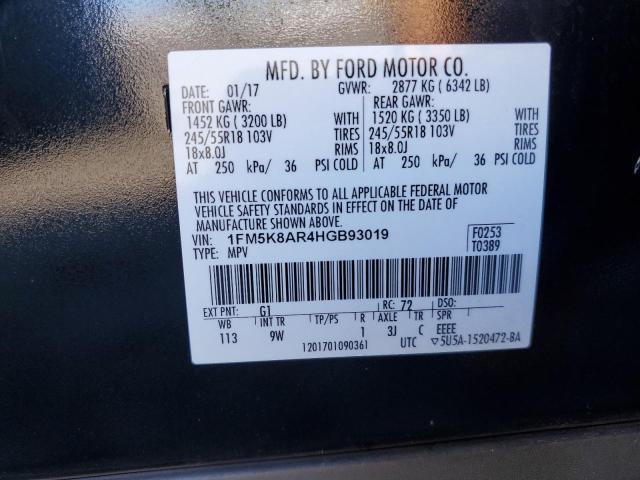 MFD. BY FORD MOTOR CO.
DATE: 01/17 GVWR: 2877 KG ( 6342 LB)
FRONT GAWR: REAR GAWR:
1452 KG ( 3200 LB) 1520 KG ( 3350 LB)
245/55R18 103V TIRES 245/55R18 103V TIRES
18x8.0J RIMS 18x8.0J RIMS
AT 250 kPa/ 36 PSI COLD AT 250 kPa/ 36 PSI COLD
THIS VEHICLE CONFORMS TO ALL APPLICABLE FEDERAL MOTOR
VEHICLE SAFETY STANDARDS IN EFFECT ON THE DATE OF
MANUFACTURE SHOWN ABOVE.
VIN: 1FM5K8AR4HGB93019 F0253
TYPE: MPV T0389
EXT PNT: G1 RC: 72 DSO:
WB INT TR TP/PS R AXLE TR SPR
113 9W 1 3J C EEEE
1201701090361 UTC ▽5U5A-1520472-BA